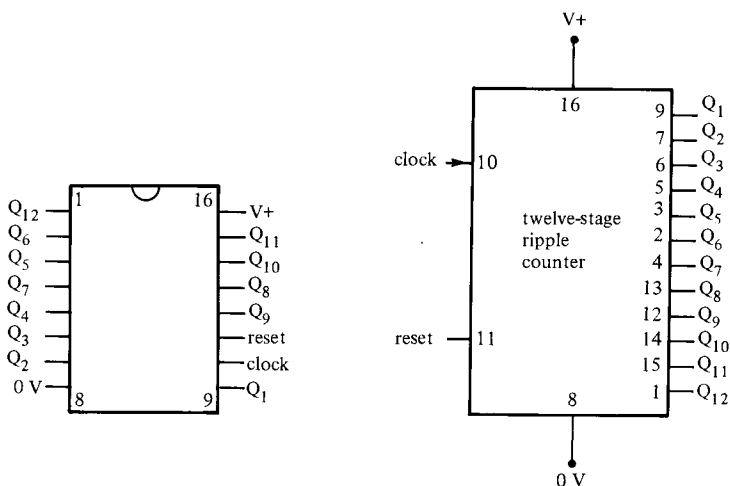 1 16
Q12 V+
Q6 Q11
Q5 Q10
Q7 Q8
Q4 Q9
Q3 reset
Q2 clock
0 V Q1
8 9
V+
16
clock 10
reset 11
twelve-stage
ripple
counter
9 Q1
7 Q2
6 Q3
5 Q4
3 Q5
2 Q6
4 Q7
13 Q8
12 Q9
14 Q10
15 Q11
1 Q12
8
0 V